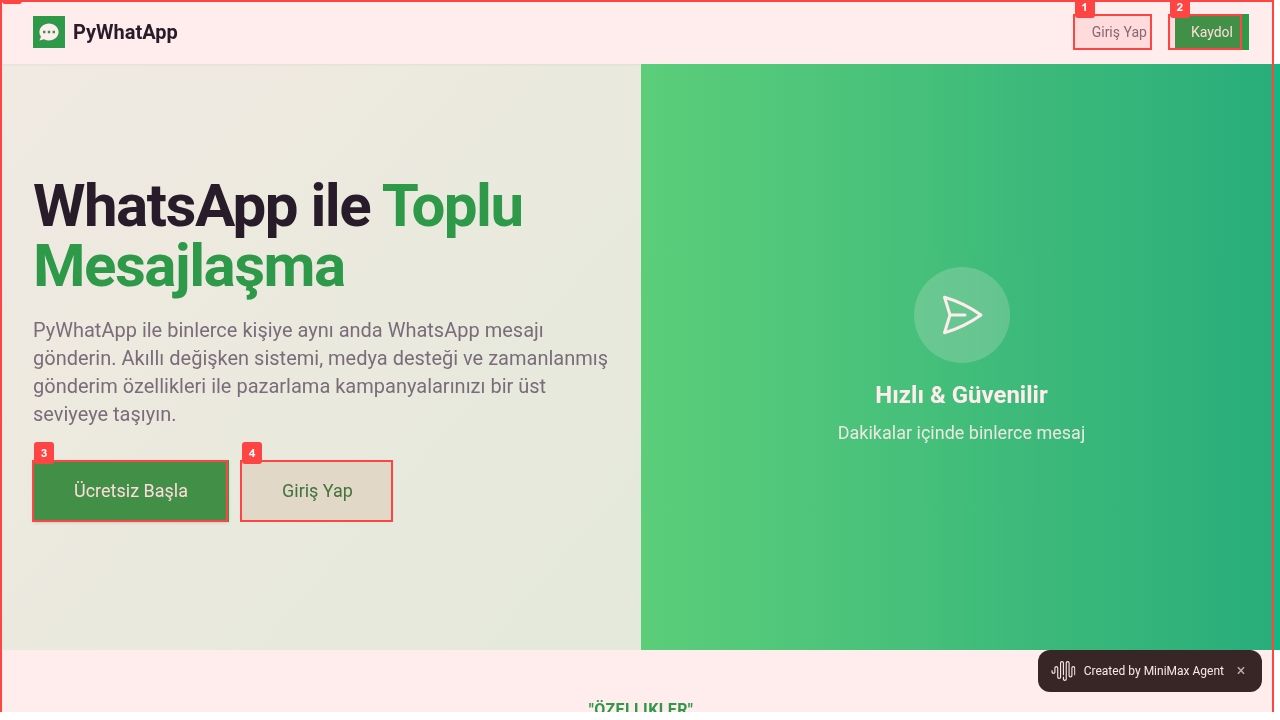 PyWhatApp
1
Giriş Yap
2
Kaydol
WhatsApp ile Toplu
Mesajlaşma
PyWhatApp ile binlerce kişiye aynı anda WhatsApp mesajı
gönderin. Akıllı değişken sistemi, medya desteği ve zamanlanmış
gönderim özellikleri ile pazarlama kampanyalarınızı bir üst
seviyeye taşıyın.
3
Ücretsiz Başla
4
Giriş Yap
Hızlı & Güvenilir
Dakikalar içinde binlerce mesaj
Created by MiniMax Agent ×
"ÖZELLIKLER"